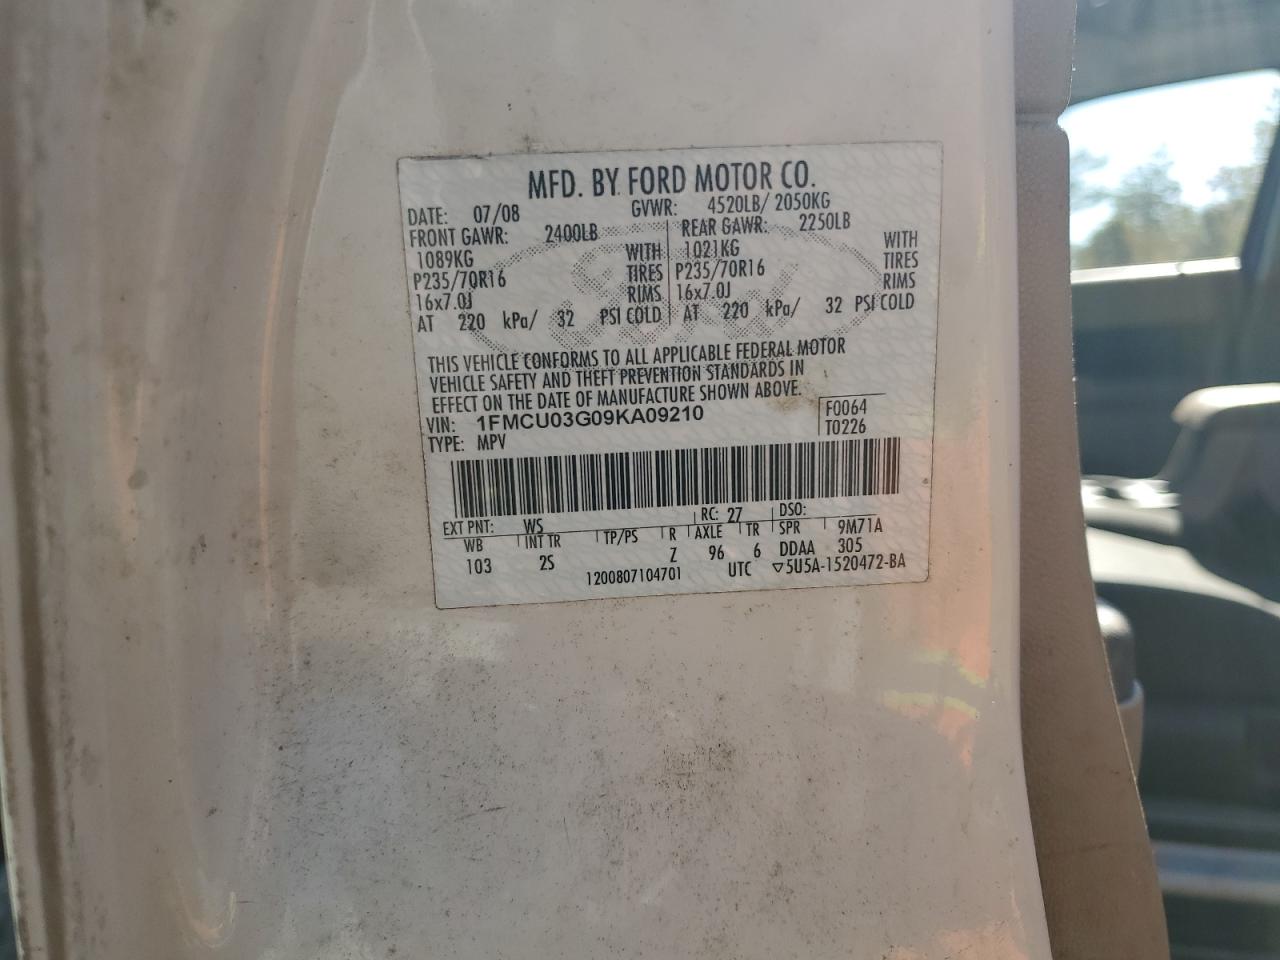 MFD. BY FORD MOTOR CO.
DATE: 07/08 GVWR: 4520LB/ 2050KG
FRONT GAWR: 2400LB REAR GAWR: 2250LB
1089KG WITH 1021KG WITH
P235/70R16 TIRES P235/70R16 TIRES
16x7.0J RIMS 16x7.0J RIMS
AT 220 kPa/ 32 PSI COLD AT 220 kPa/ 32 PSI COLD
THIS VEHICLE CONFORMS TO ALL APPLICABLE FEDERAL MOTOR
VEHICLE SAFETY AND THEFT PREVENTION STANDARDS IN
EFFECT ON THE DATE OF MANUFACTURE SHOWN ABOVE.
VIN: 1FMCU03G09KA09210 F0064
TYPE: MPV T0226
EXT PNT: WS RC: 27 DSO:
WB INT TR TP/PS R AXLE TR SPR 9M71A
103 2S Z 96 6 DDAA 305
1200807104701 UTC ▽5U5A-1520472-BA